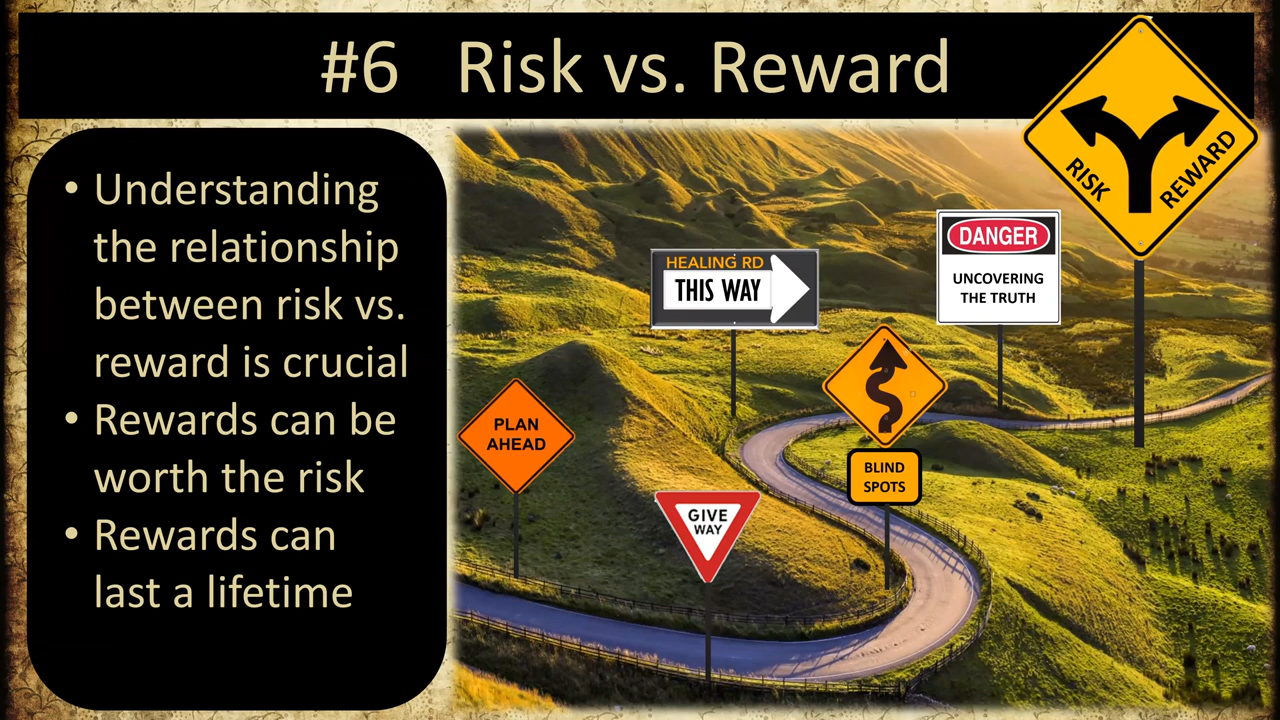 #6 Risk vs. Reward
• Understanding
the relationship
between risk vs.
reward is crucial
• Rewards can be
worth the risk
• Rewards can
last a lifetime
RISK
REWARD
DANGER
UNCOVERING
THE TRUTH
HEALING RD
THIS WAY
PLAN
AHEAD
BLIND
SPOTS
GIVE
WAY